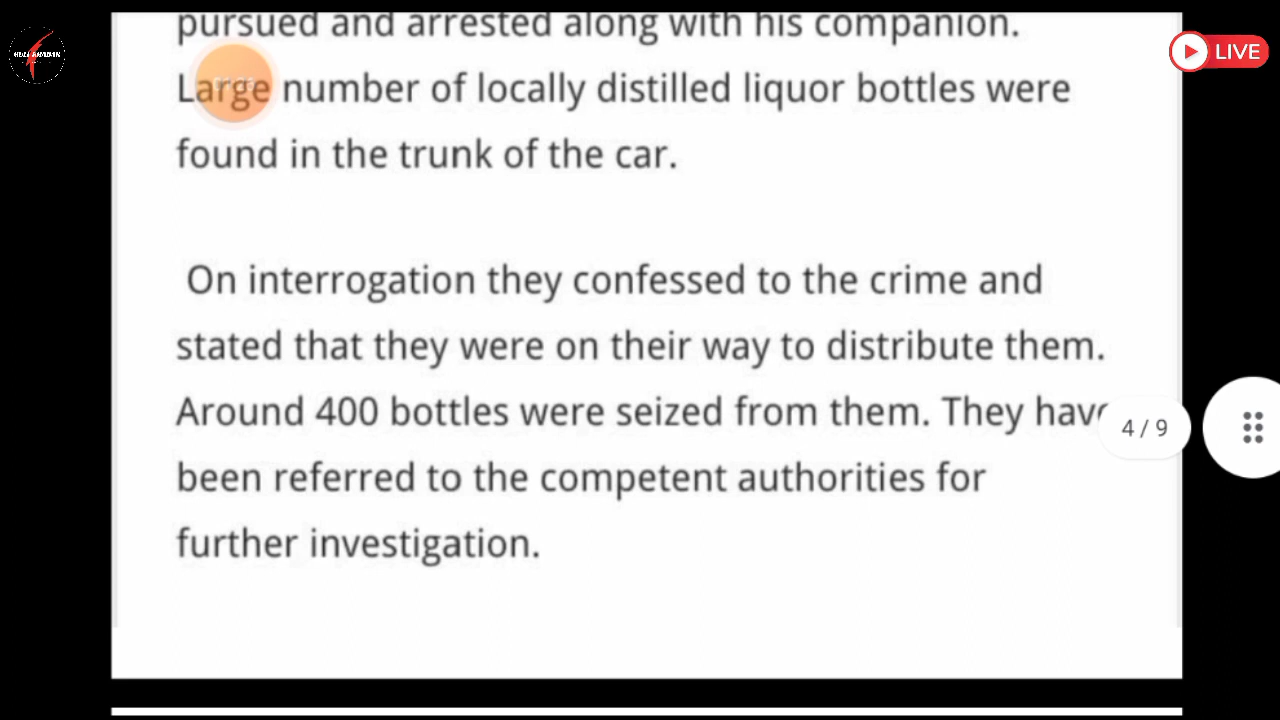 pursued and arrested along with his companion.
LIVE
Large number of locally distilled liquor bottles were
found in the trunk of the car.
On interrogation they confessed to the crime and
stated that they were on their way to distribute them.
Around 400 bottles were seized from them. They have
4 / 9
been referred to the competent authorities for
further investigation.